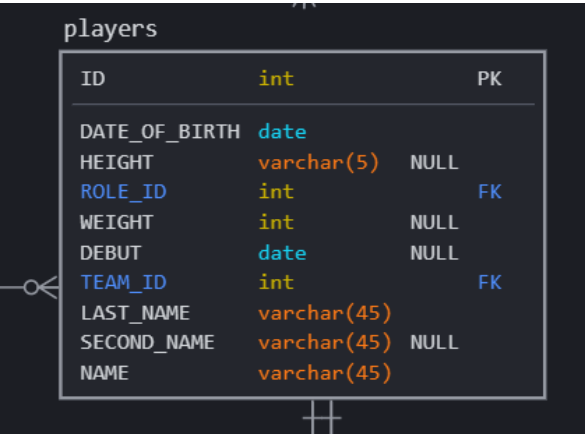 players
ID int PK
DATE_OF_BIRTH date
HEIGHT varchar(5) NULL
ROLE_ID int FK
WEIGHT int NULL
DEBUT date NULL
TEAM_ID int FK
LAST_NAME varchar(45)
SECOND_NAME varchar(45) NULL
NAME varchar(45)